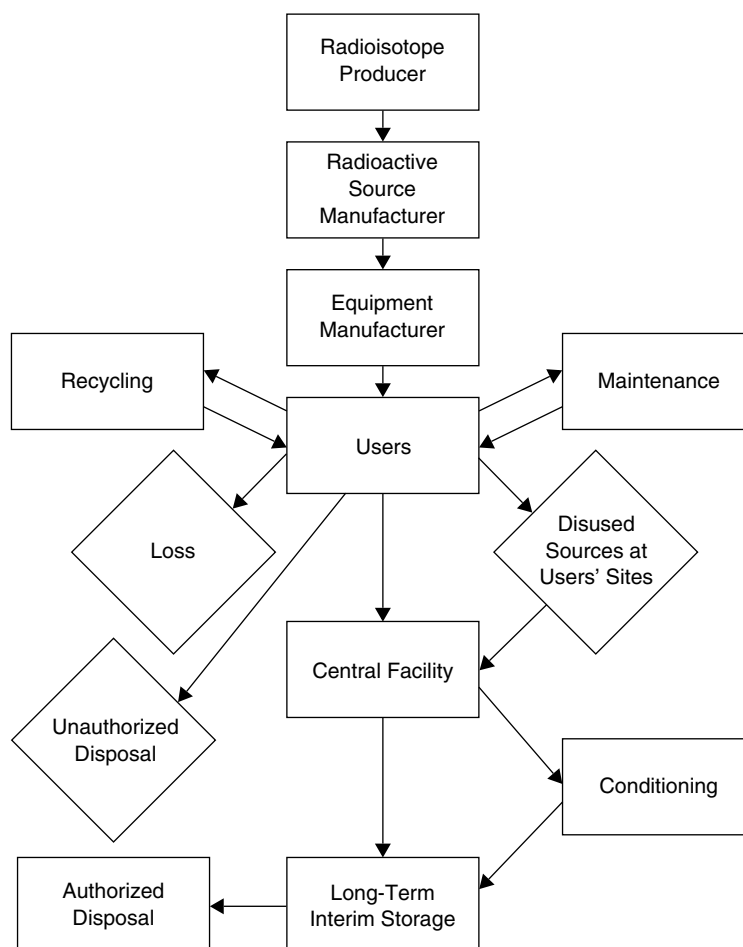 Radioisotope
Producer
Radioactive
Source
Manufacturer
Equipment
Manufacturer
Recycling
Maintenance
Users
Loss
Disused
Sources at
Users’ Sites
Central Facility
Unauthorized
Disposal
Conditioning
Authorized
Disposal
Long-Term
Interim Storage